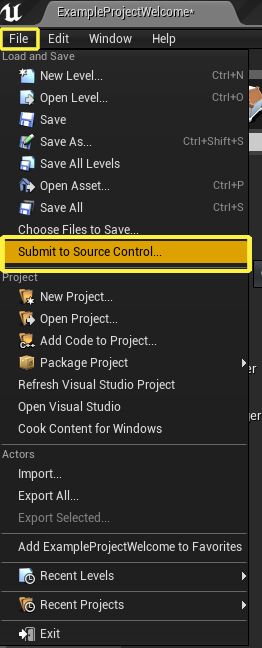 ExampleProjectWelcome*
File Edit Window Help
Load and Save
New Level... Ctrl+N
Open Level... Ctrl+O
Save
Save As... Ctrl+Shift+S
Save All Levels
Open Asset... Ctrl+P
Save All Ctrl+S
Choose Files to Save...
Submit to Source Control...
Project
New Project...
Open Project...
Add Code to Project...
Package Project
Refresh Visual Studio Project
Open Visual Studio
Cook Content for Windows
Actors
Import...
Export All...
Export Selected...
Add ExampleProjectWelcome to Favorites
Recent Levels
Recent Projects
Exit